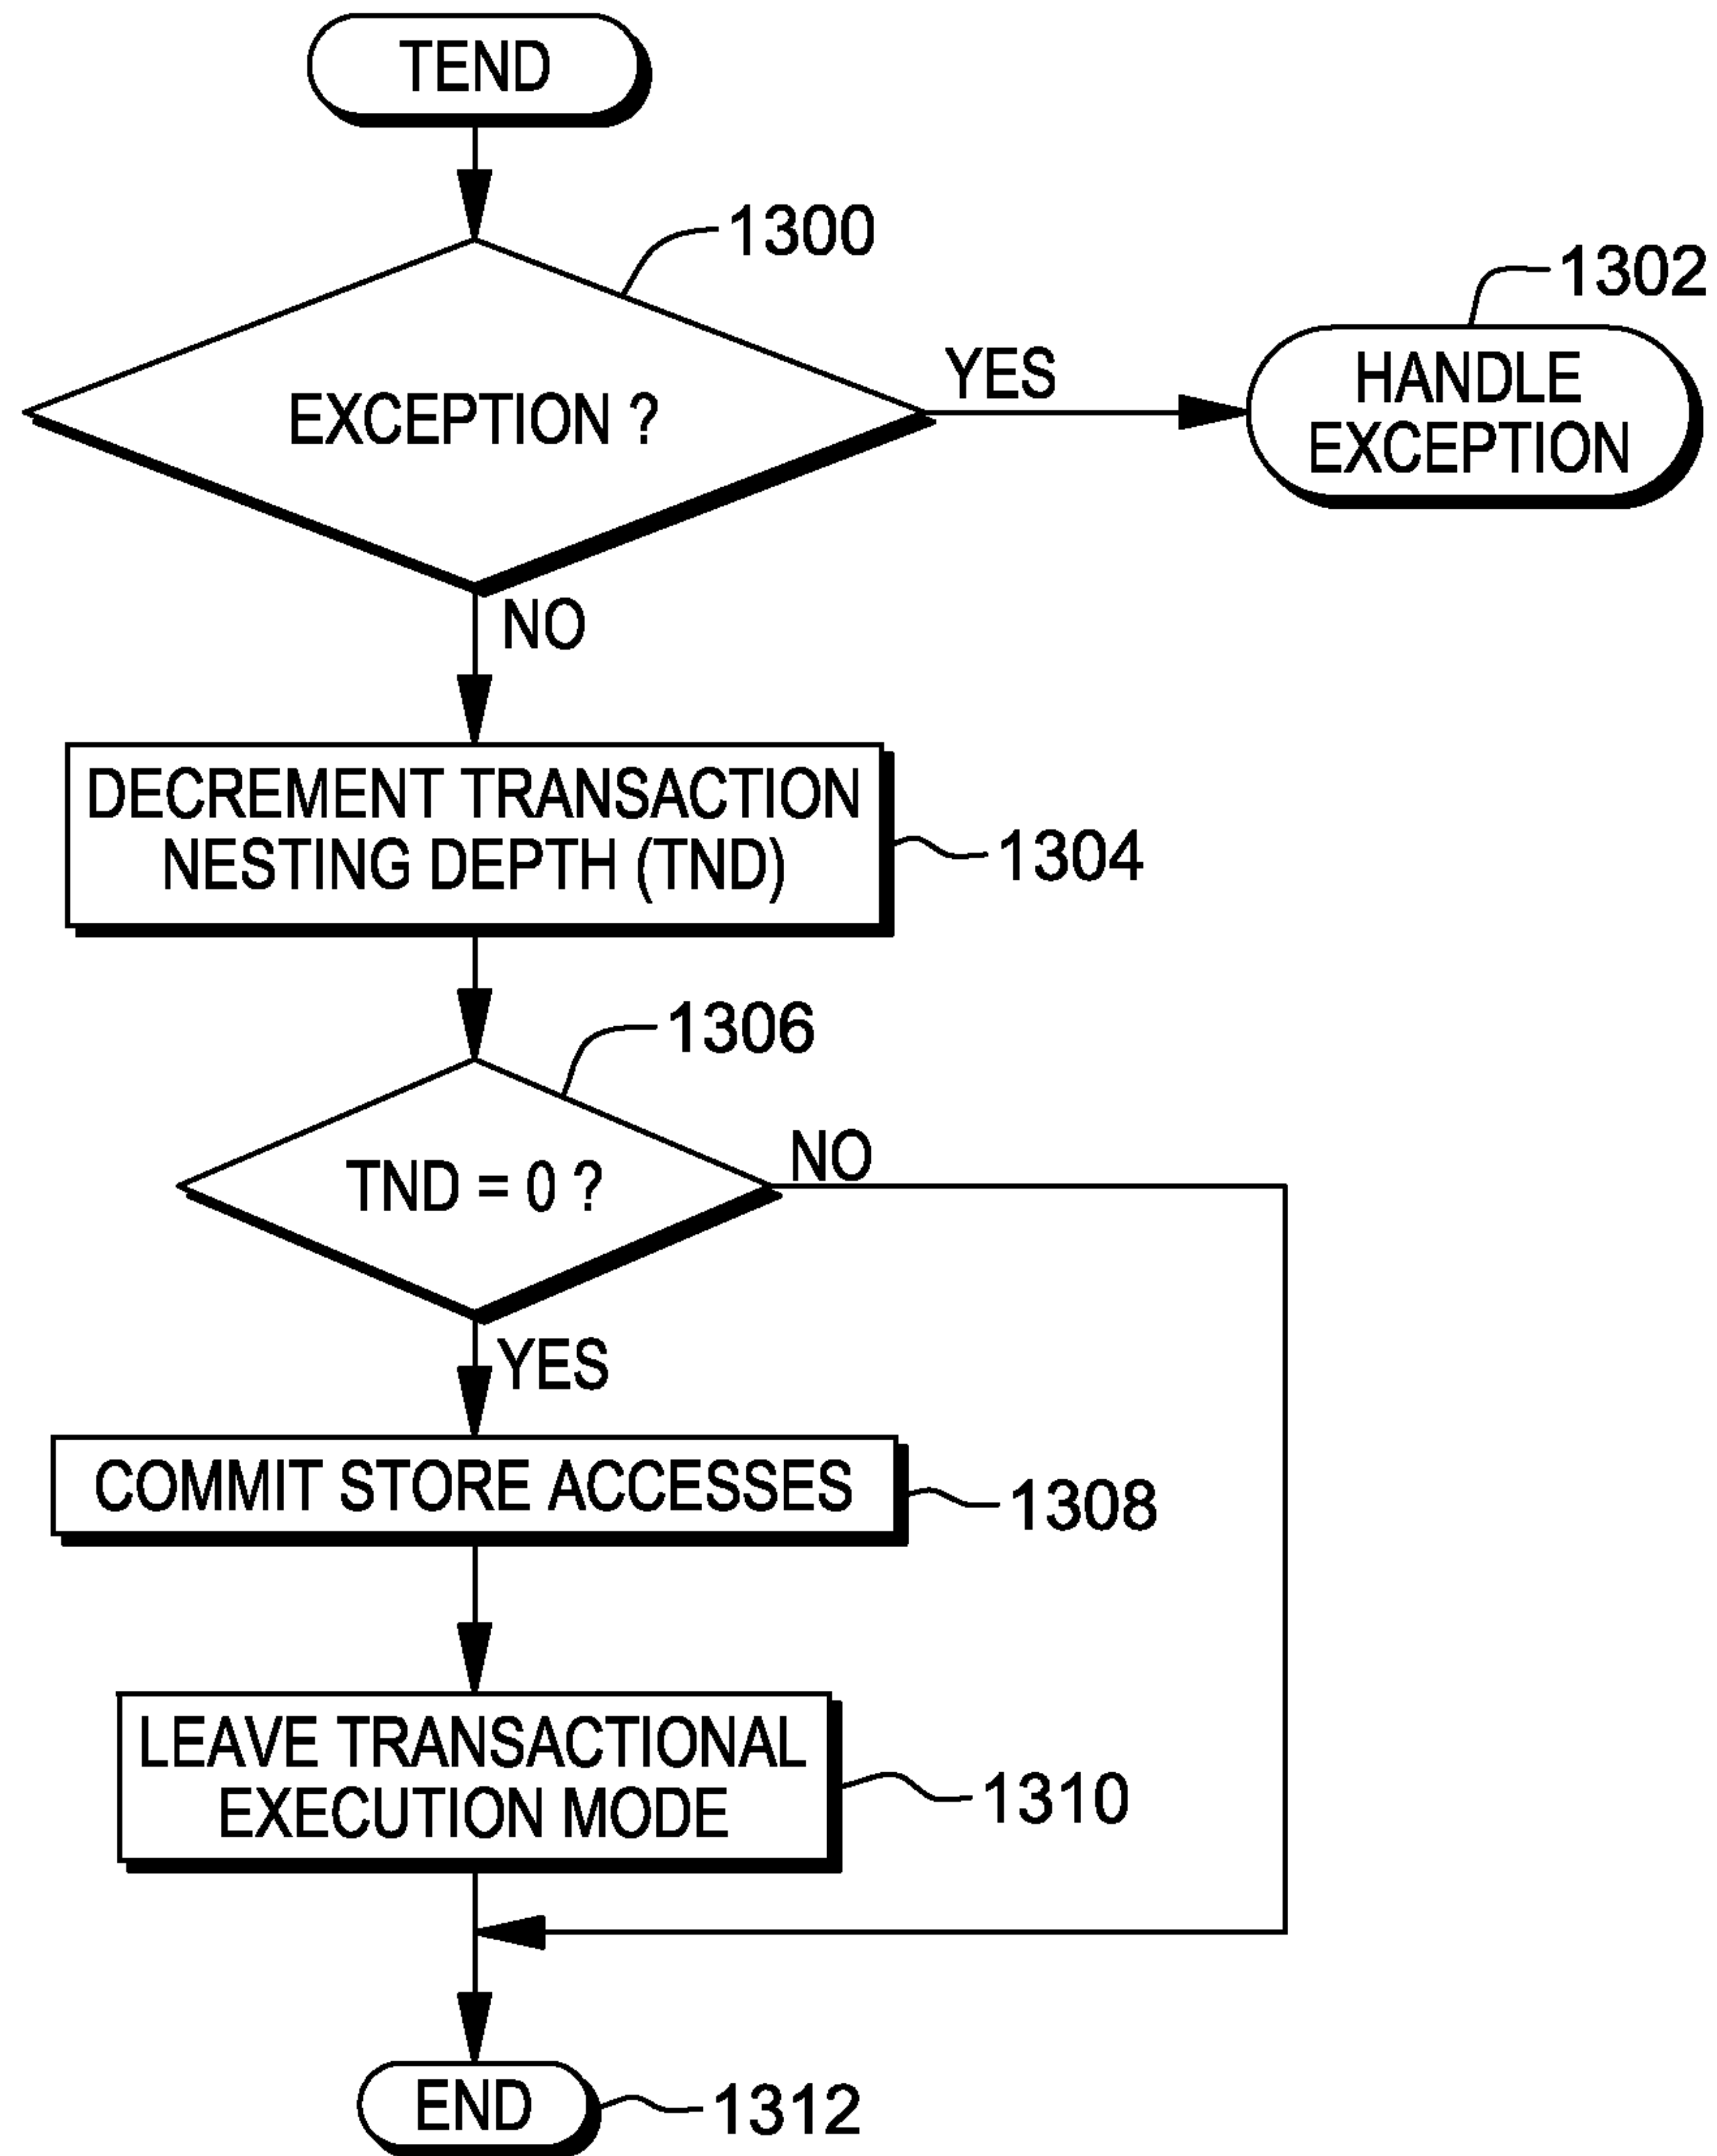 TEND
1300
EXCEPTION ?
YES
1302
HANDLE
EXCEPTION
NO
DECREMENT TRANSACTION
NESTING DEPTH (TND)
1304
1306
TND = 0 ?
NO
YES
COMMIT STORE ACCESSES
1308
LEAVE TRANSACTIONAL
EXECUTION MODE
1310
END
1312